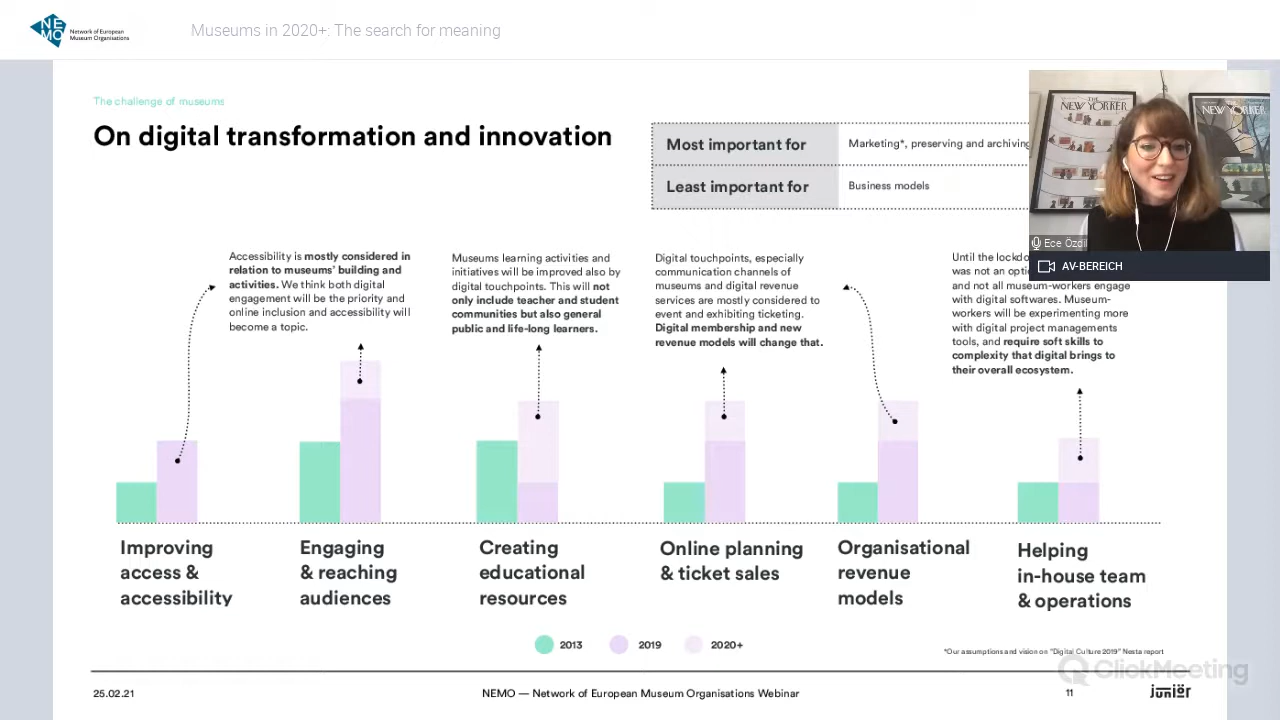 NE
MO
Network of European
Museum Organisations
Museums in 2020+: The search for meaning
The challenge of museums
On digital transformation and innovation
Most important for
Marketing*, preserving and archiving
Least important for
Business models
THE
NEW YORKER
NEW YORKER
Ece Özdil
AV-BEREICH
Accessibility is mostly considered in
relation to museums' building and
activities. We think both digital
engagement will be the priority and
online inclusion and accessibility will
become a topic.
Museums learning activities and
initiatives will be improved also by
digital touchpoints. This will not
only include teacher and student
communities but also general
public and life-long learners.
Digital touchpoints, especially
communication channels of
museums and digital revenue
services are mostly considered to
event and exhibiting ticketing.
Digital membership and new
revenue models will change that.
Until the lockdo
was not an opti
and not all museum-workers engage
with digital softwares. Museum-
workers will be experimenting more
with digital project managements
tools, and require soft skills to
complexity that digital brings to
their overall ecosystem.
Improving
access &
accessibility
Engaging
& reaching
audiences
Creating
educational
resources
Online planning
& ticket sales
Organisational
revenue
models
Helping
in-house team
& operations
2013
2019
2020+
*Our assumptions and vision on "Digital Culture 2019" Nesta report
ClickMeeting
25.02.21
NEMO — Network of European Museum Organisations Webinar
11
junior